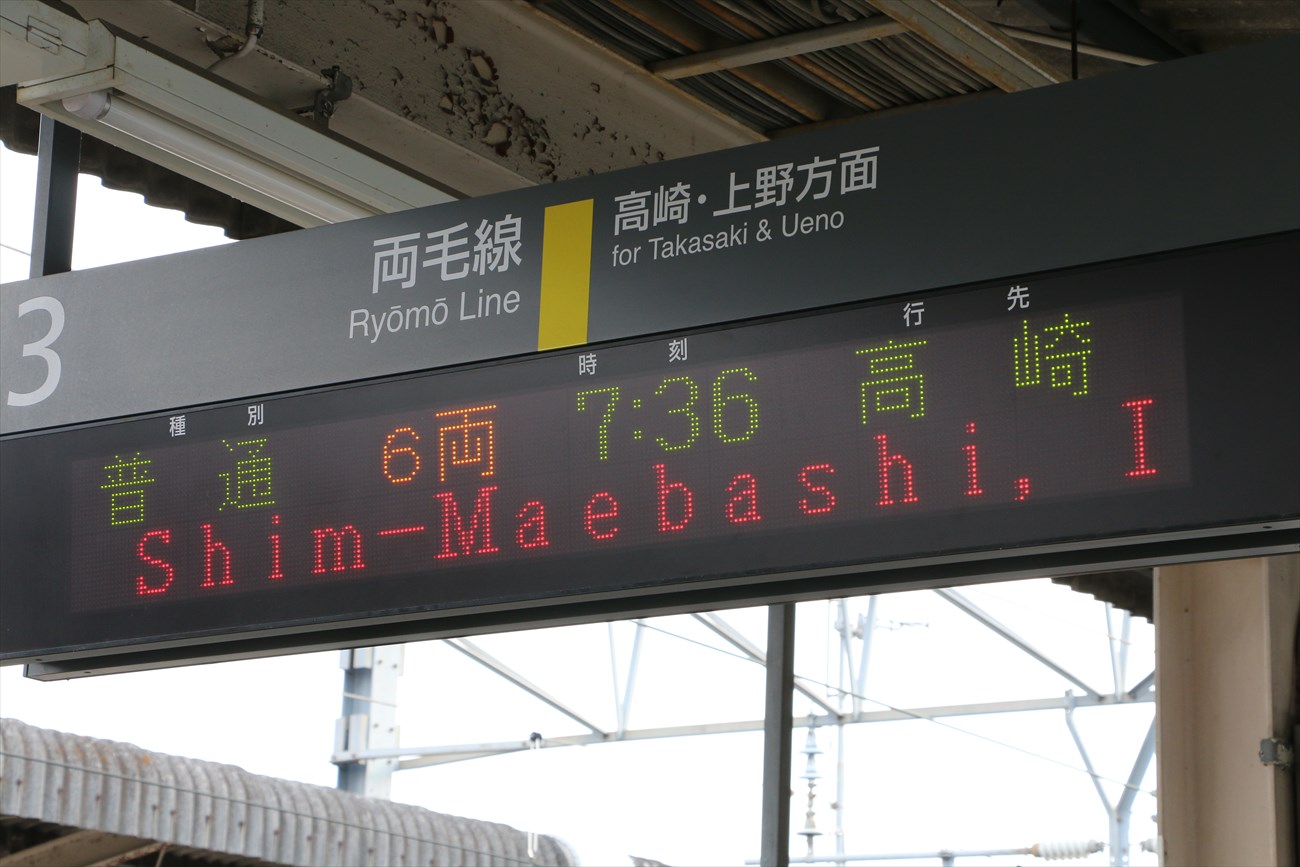 3
両毛線
Ryōmō Line
高崎・上野方面
for Takasaki & Ueno
種別 時刻 行先
普通 6両 7:36 高崎
Shim-Maebashi, I